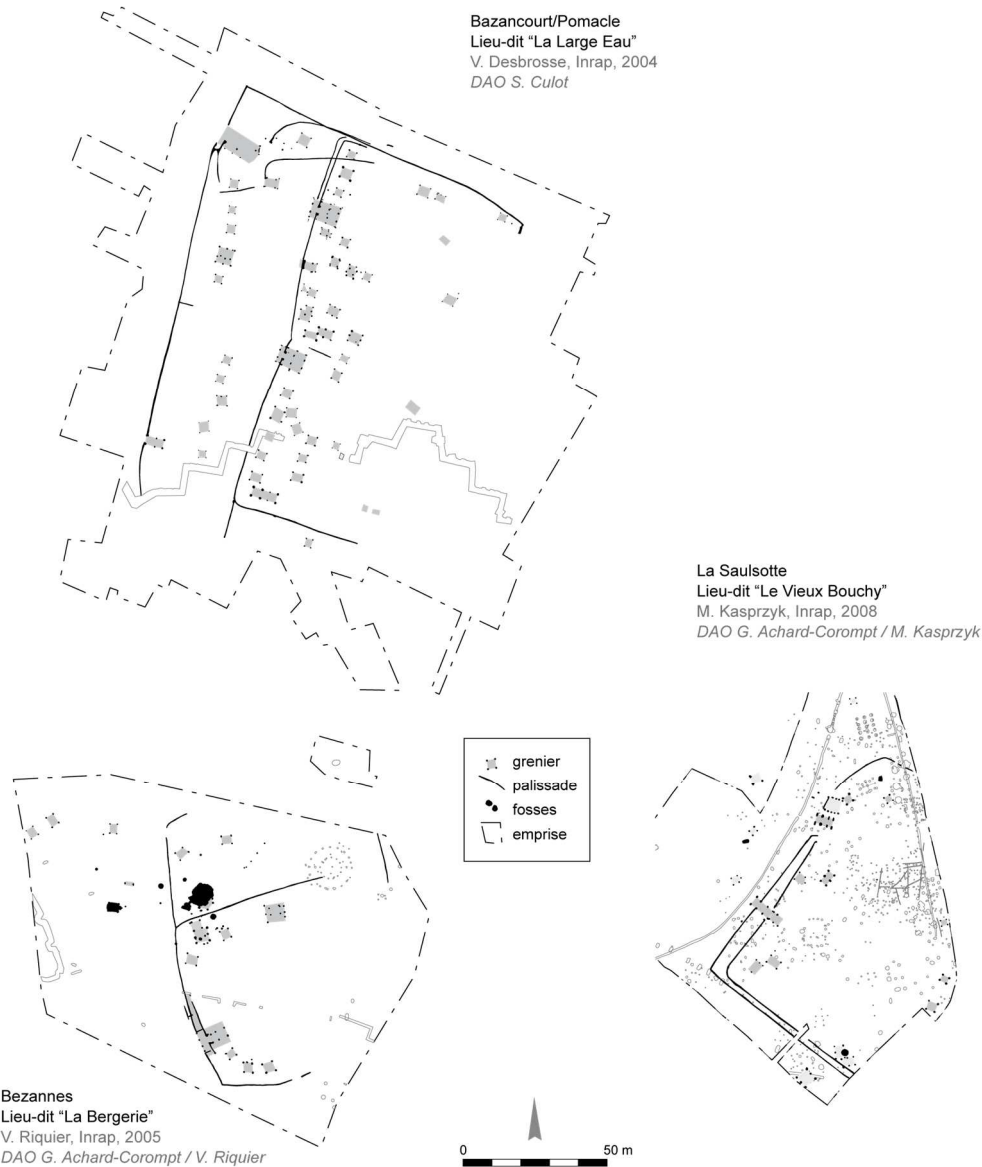 Bazancourt/Pomacle
Lieu-dit "La Large Eau"
V. Desbrosse, Inrap, 2004
DAO S. Culot
La Saulsotte
Lieu-dit "Le Vieux Bouchy"
M. Kasprzyk, Inrap, 2008
DAO G. Achard-Corompt / M. Kasprzyk
grenier
palissade
fosses
emprise
Bezannes
Lieu-dit "La Bergerie"
V. Riquier, Inrap, 2005
DAO G. Achard-Corompt / V. Riquier
0 50 m